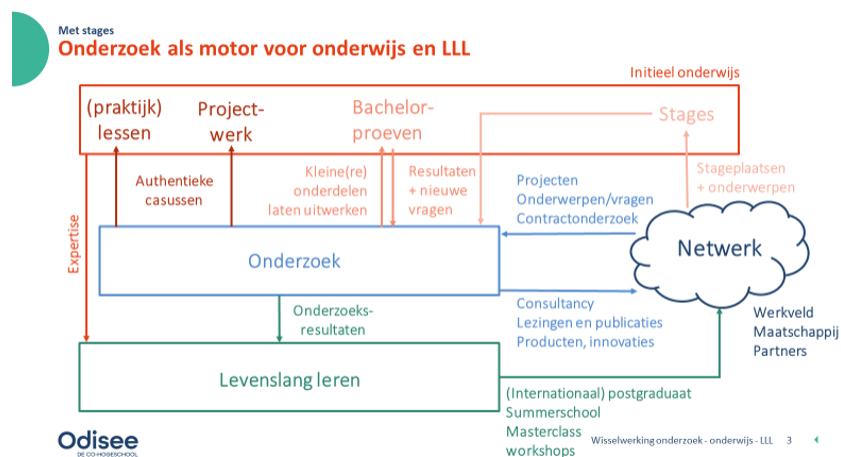 Met stages
Onderzoek als motor voor onderwijs en LLL
Initieel onderwijs
(praktijk)
lessen
Project-
werk
Bachelor-
proeven
Stages
Authentieke
casussen
Kleine(re)
onderdelen
laten uitwerken
Resultaten
+ nieuwe
vragen
Stageplaatsen
+ onderwerpen
Projecten
Onderwerpen/vragen
Contractonderzoek
Expertise
Onderzoek
Netwerk
Onderzoeks-
resultaten
Consultancy
Lezingen en publicaties
Producten, innovaties
Werkveld
Maatschappij
Partners
Levenslang leren
(Internationaal) postgraduaat
Summerschool
Masterclass
workshops
Odisee
DE CO-HOGESCHOOL
Wisselwerking onderzoek - onderwijs - LLL 3